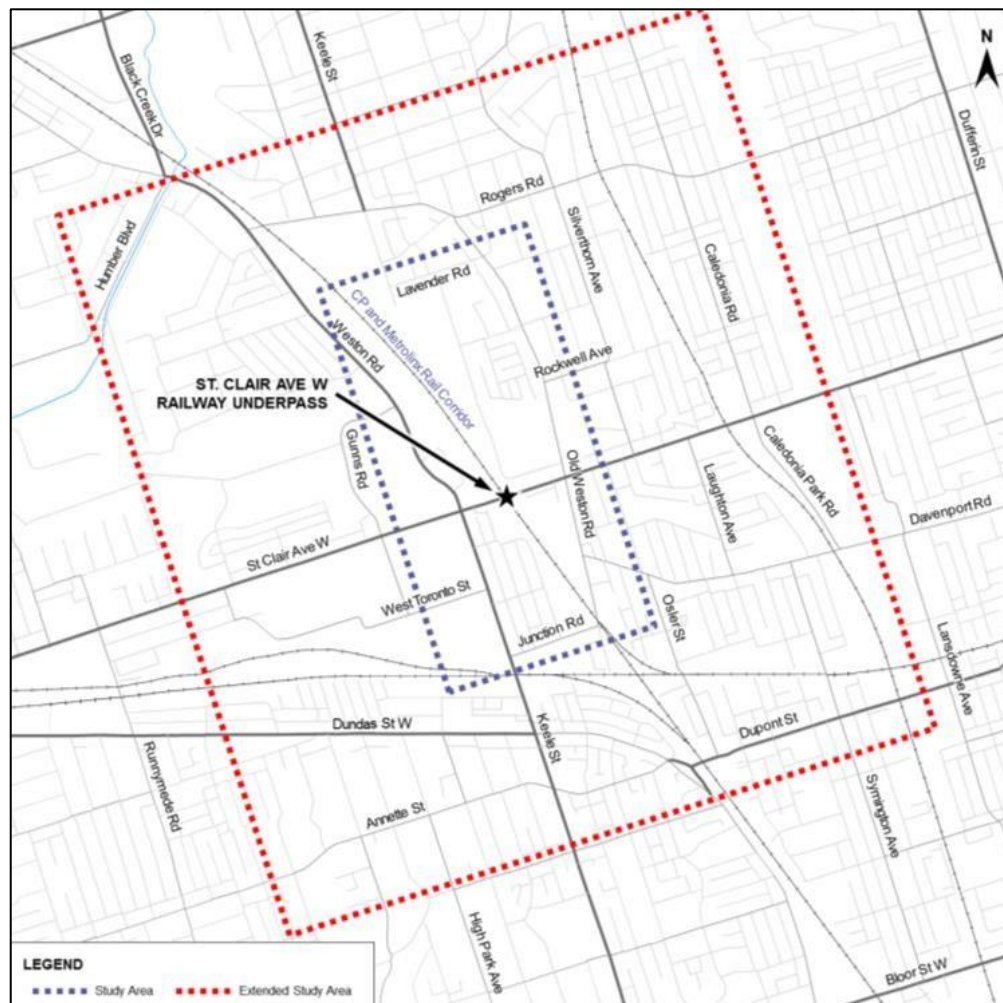 N
Black Creek Dr
Keele St
Dufferin St
Rogers Rd
Silverthorn Ave
Humber Blvd
Caledonia Rd
Lavender Rd
CP and Metrolinx Rail Corridor
Weston Rd
Rockwell Ave
ST. CLAIR AVE W
RAILWAY UNDERPASS
Gunns Rd
Old Weston Rd
Laughton Ave
Caledonia Park Rd
Davenport Rd
St Clair Ave W
West Toronto St
Junction Rd
Osler St
Lansdowne Ave
Dundas St W
Keele St
Dupont St
Runnymede Rd
Annette St
Symington Ave
High Park Ave
Bloor St W
LEGEND
Study Area
Extended Study Area